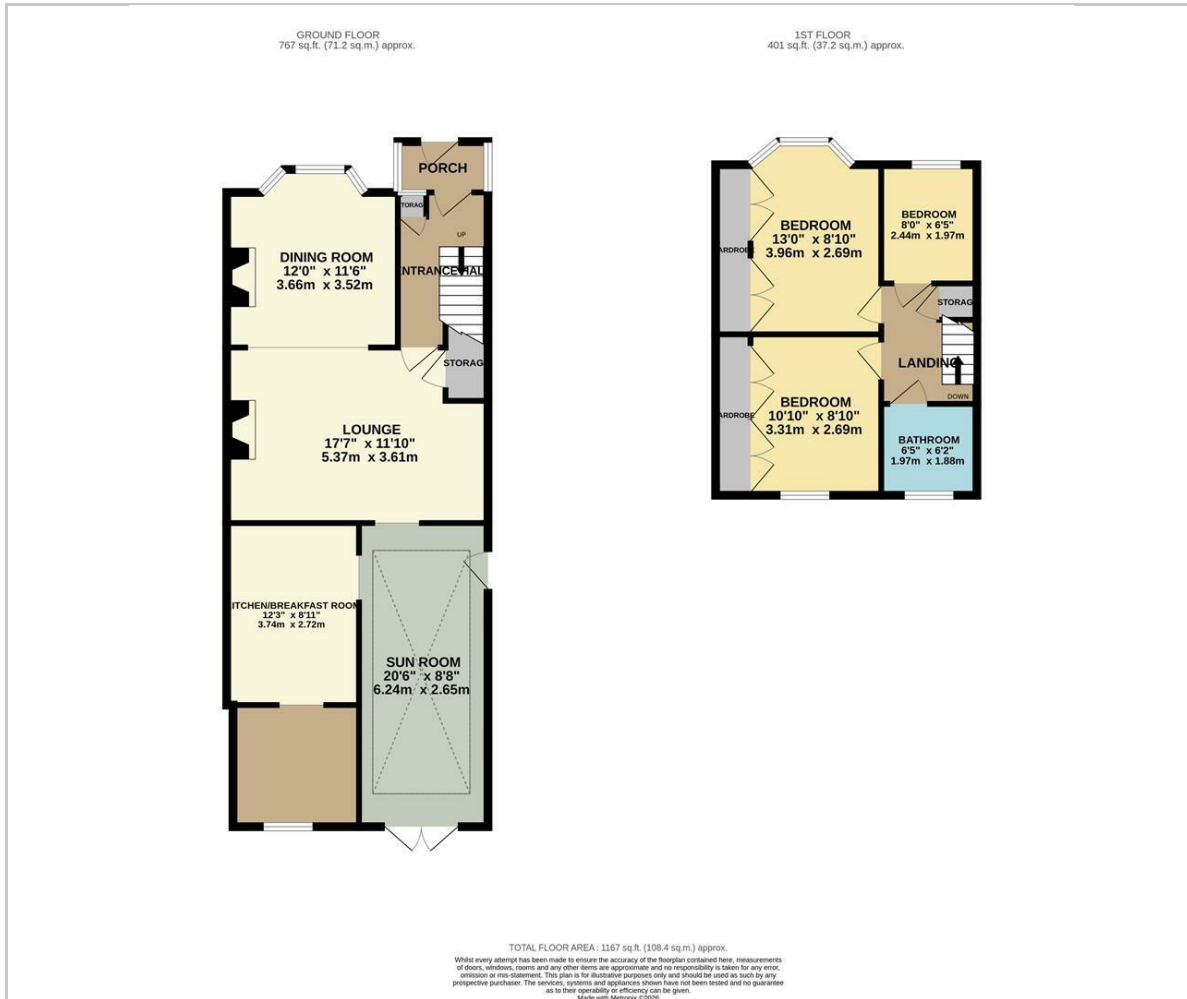 GROUND FLOOR
767 sq.ft. (71.2 sq.m.) approx.
1ST FLOOR
401 sq.ft. (37.2 sq.m.) approx.
PORCH
TORAG
UP
DINING ROOM
12'0" x 11'6"
3.66m x 3.52m
NTRANCE HAL
STORAG
LOUNGE
17'7" x 11'10"
5.37m x 3.61m
ITCHEN/BREAKFAST ROOM
12'3" x 8'11"
3.74m x 2.72m
SUN ROOM
20'6" x 8'8"
6.24m x 2.65m
BEDROOM
13'0" x 8'10"
3.96m x 2.69m
BEDROOM
8'0" x 6'5"
2.44m x 1.97m
ARDROBE
STORAG
LANDING
DOWN
BEDROOM
10'10" x 8'10"
3.31m x 2.69m
ARDROBE
BATHROOM
6'5" x 6'2"
1.97m x 1.88m
TOTAL FLOOR AREA : 1167 sq.ft. (108.4 sq.m.) approx.
Whilst every attempt has been made to ensure the accuracy of the floorplan contained here, measurements
of doors, windows, rooms and any other items are approximate and no responsibility is taken for any error,
omission or mis-statement. This plan is for illustrative purposes only and should be used as such by any
prospective purchaser. The services, systems and appliances shown have not been tested and no guarantee
as to their operability or efficiency can be given.
Made with Metropix ©2026